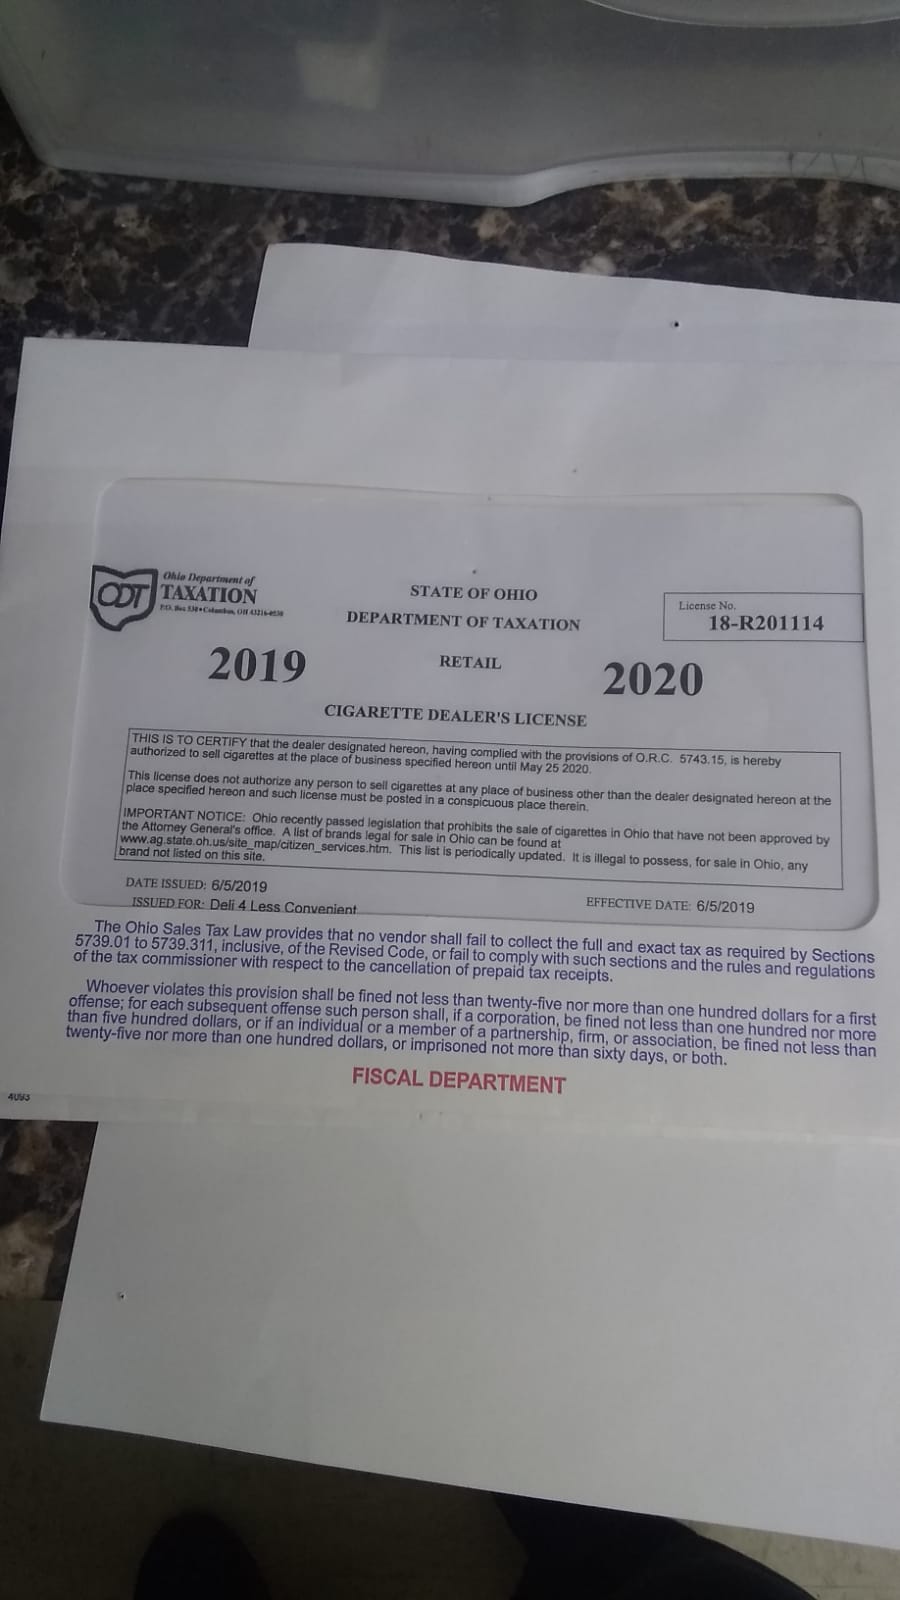 Ohio Department of
TAXATION
P.O. Box 530 • Columbus, OH 43216-0530
STATE OF OHIO
DEPARTMENT OF TAXATION
License No.
18-R201114
2019
RETAIL
2020
CIGARETTE DEALER'S LICENSE
THIS IS TO CERTIFY that the dealer designated hereon, having complied with the provisions of O.R.C. 5743.15, is hereby
authorized to sell cigarettes at the place of business specified hereon until May 25 2020.
This license does not authorize any person to sell cigarettes at any place of business other than the dealer designated hereon at the
place specified hereon and such license must be posted in a conspicuous place therein.
IMPORTANT NOTICE: Ohio recently passed legislation that prohibits the sale of cigarettes in Ohio that have not been approved by
the Attorney General's office. A list of brands legal for sale in Ohio can be found at
www.ag.state.oh.us/site_map/citizen_services.htm. This list is periodically updated. It is illegal to possess, for sale in Ohio, any
brand not listed on this site.
DATE ISSUED: 6/5/2019
ISSUED FOR: Deli 4 Less Convenient
EFFECTIVE DATE: 6/5/2019
The Ohio Sales Tax Law provides that no vendor shall fail to collect the full and exact tax as required by Sections
5739.01 to 5739.311, inclusive, of the Revised Code, or fail to comply with such sections and the rules and regulations
of the tax commissioner with respect to the cancellation of prepaid tax receipts.
Whoever violates this provision shall be fined not less than twenty-five nor more than one hundred dollars for a first
offense; for each subsequent offense such person shall, if a corporation, be fined not less than one hundred nor more
than five hundred dollars, or if an individual or a member of a partnership, firm, or association, be fined not less than
twenty-five nor more than one hundred dollars, or imprisoned not more than sixty days, or both.
FISCAL DEPARTMENT
4093